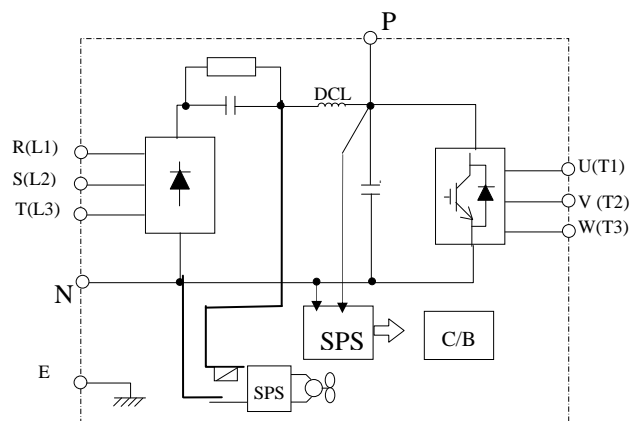 P
DCL
R(L1)
S(L2)
T(L3)
U(T1)
V (T2)
W(T3)
N
SPS
C/B
E
SPS